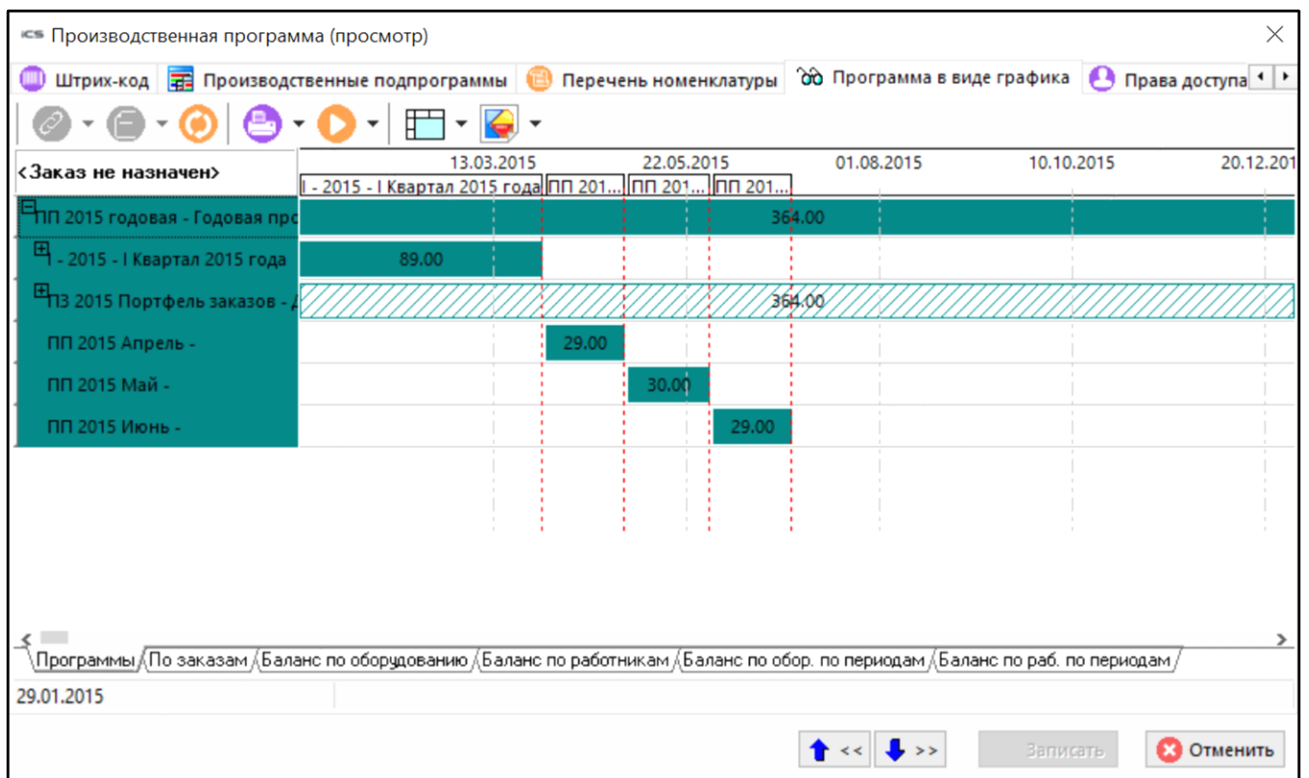 iCS Производственная программа (просмотр)
Штрих-код Производственные подпрограммы Перечень номенклатуры Программа в виде графика Права доступа
<Заказ не назначен> 13.03.2015 22.05.2015 01.08.2015 10.10.2015 20.12.201
I - 2015 - I Квартал 2015 года ПП 201... ПП 201... ПП 201...
ПП 2015 годовая - Годовая про 364.00
I - 2015 - I Квартал 2015 года 89.00
ПЗ 2015 Портфель заказов - Д 364.00
ПП 2015 Апрель - 29.00
ПП 2015 Май - 30.00
ПП 2015 Июнь - 29.00
Программы По заказам Баланс по оборудованию Баланс по работникам Баланс по обор. по периодам Баланс по раб. по периодам
29.01.2015
<< >> Записать Отменить